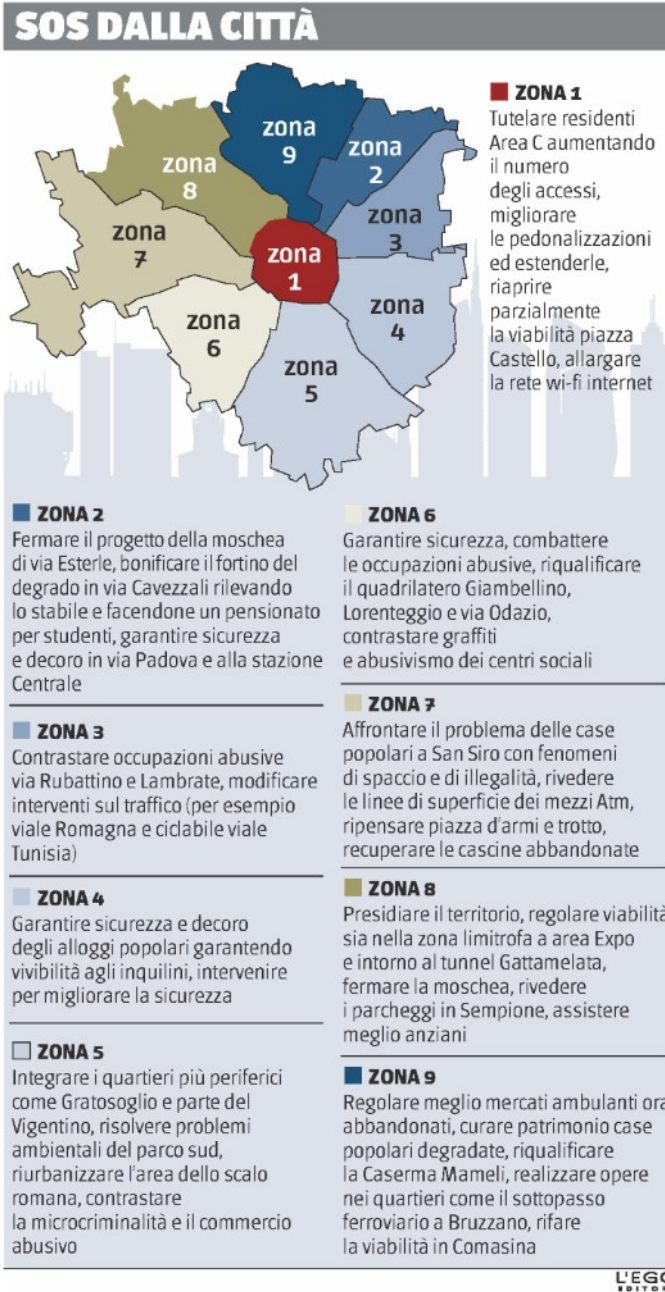 SOS DALLA CITTÀ
zona
9
zona
2
zona
8
zona
3
zona
7
zona
1
zona
4
zona
6
zona
5
ZONA 1
Tutelare residenti
Area C aumentando
il numero
degli accessi,
migliorare
le pedonalizzazioni
ed estenderle,
riaprire
parzialmente
la viabilità piazza
Castello, allargare
la rete wi-fi internet
ZONA 2
Fermare il progetto della moschea
di via Esterle, bonificare il fortino del
degrado in via Cavezzali rilevando
lo stabile e facendone un pensionato
per studenti, garantire sicurezza
e decoro in via Padova e alla stazione
Centrale
ZONA 3
Contrastare occupazioni abusive
via Rubattino e Lambrate, modificare
interventi sul traffico (per esempio
viale Romagna e ciclabile viale
Tunisia)
ZONA 4
Garantire sicurezza e decoro
degli alloggi popolari garantendo
vivibilità agli inquilini, intervenire
per migliorare la sicurezza
ZONA 5
Integrare i quartieri più periferici
come Gratosoglio e parte del
Vigentino, risolvere problemi
ambientali del parco sud,
riurbanizzare l'area dello scalo
romana, contrastare
la microcriminalità e il commercio
abusivo
ZONA 6
Garantire sicurezza, combattere
le occupazioni abusive, riqualificare
il quadrilatero Giambellino,
Lorenteggio e via Odazio,
contrastare graffiti
e abusivismo dei centri sociali
ZONA 7
Affrontare il problema delle case
popolari a San Siro con fenomeni
di spaccio e di illegalità, rivedere
le linee di superficie dei mezzi Atm,
ripensare piazza d'armi e trotto,
recuperare le cascine abbandonate
ZONA 8
Presidiare il territorio, regolare viabilità
sia nella zona limitrofa a area Expo
e intorno al tunnel Gattamelata,
fermare la moschea, rivedere
i parcheggi in Sempione, assistere
meglio anziani
ZONA 9
Regolare meglio mercati ambulanti ora
abbandonati, curare patrimonio case
popolari degradate, riqualificare
la Caserma Mameli, realizzare opere
nei quartieri come il sottopasso
ferroviario a Bruzzano, rifare
la viabilità in Comasina
L'EGO
EDITOR